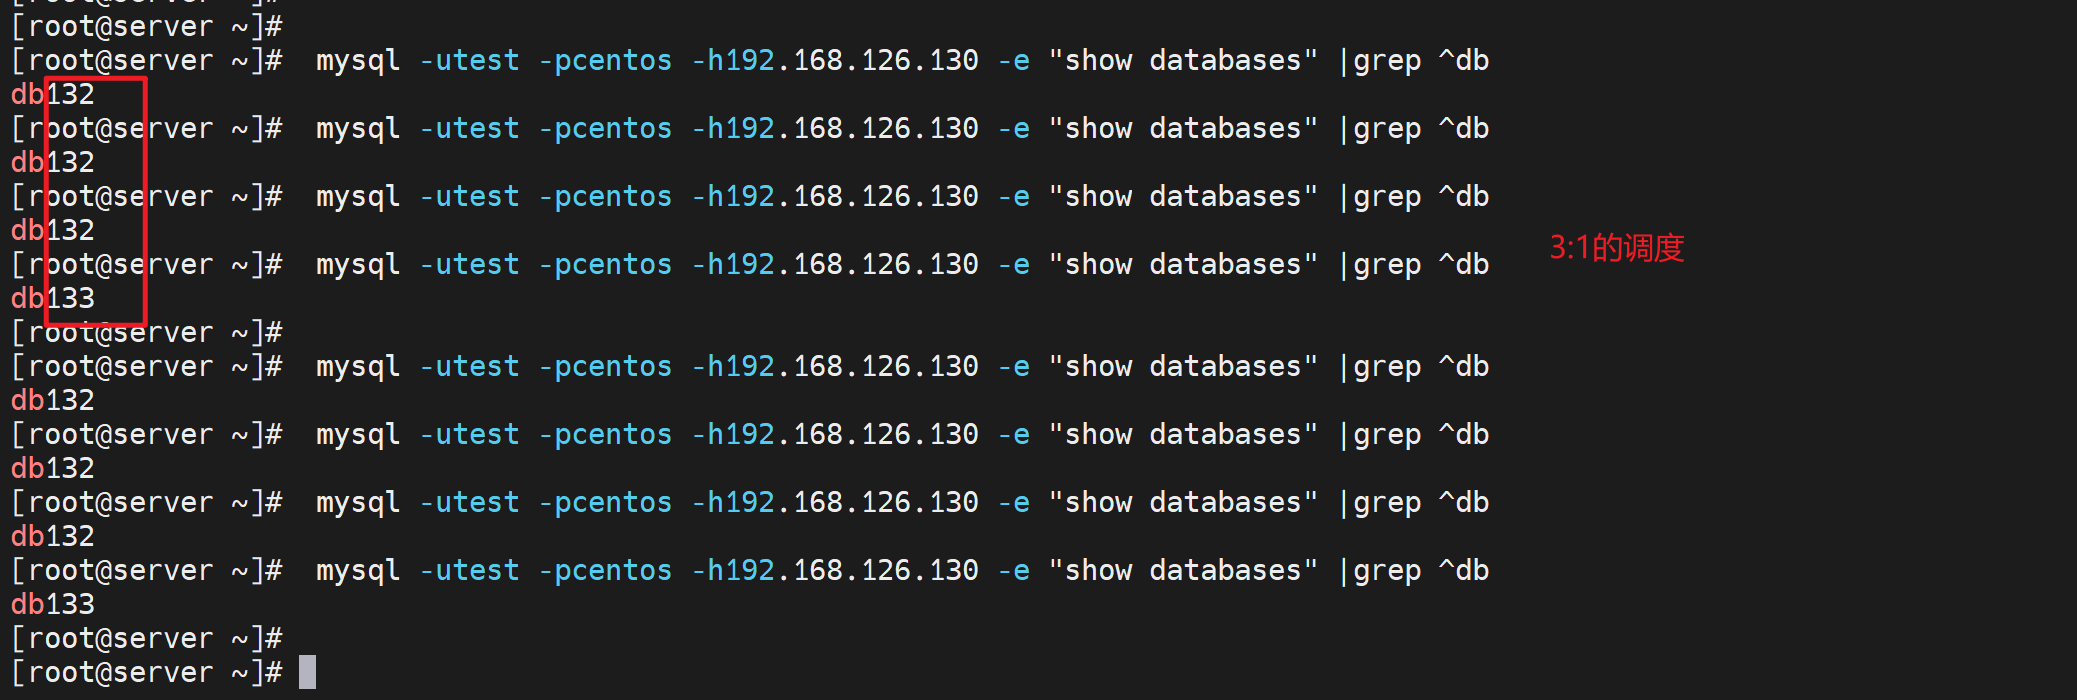 [root@server ~]#
[root@server ~]#  mysql -utest -pcentos -h192.168.126.130 -e "show databases" |grep ^db
db132
[root@server ~]#  mysql -utest -pcentos -h192.168.126.130 -e "show databases" |grep ^db
db132
[root@server ~]#  mysql -utest -pcentos -h192.168.126.130 -e "show databases" |grep ^db
db132
3:1的调度
[root@server ~]#  mysql -utest -pcentos -h192.168.126.130 -e "show databases" |grep ^db
db133
[root@server ~]#
[root@server ~]#  mysql -utest -pcentos -h192.168.126.130 -e "show databases" |grep ^db
db132
[root@server ~]#  mysql -utest -pcentos -h192.168.126.130 -e "show databases" |grep ^db
db132
[root@server ~]#  mysql -utest -pcentos -h192.168.126.130 -e "show databases" |grep ^db
db132
[root@server ~]#  mysql -utest -pcentos -h192.168.126.130 -e "show databases" |grep ^db
db133
[root@server ~]#
[root@server ~]#